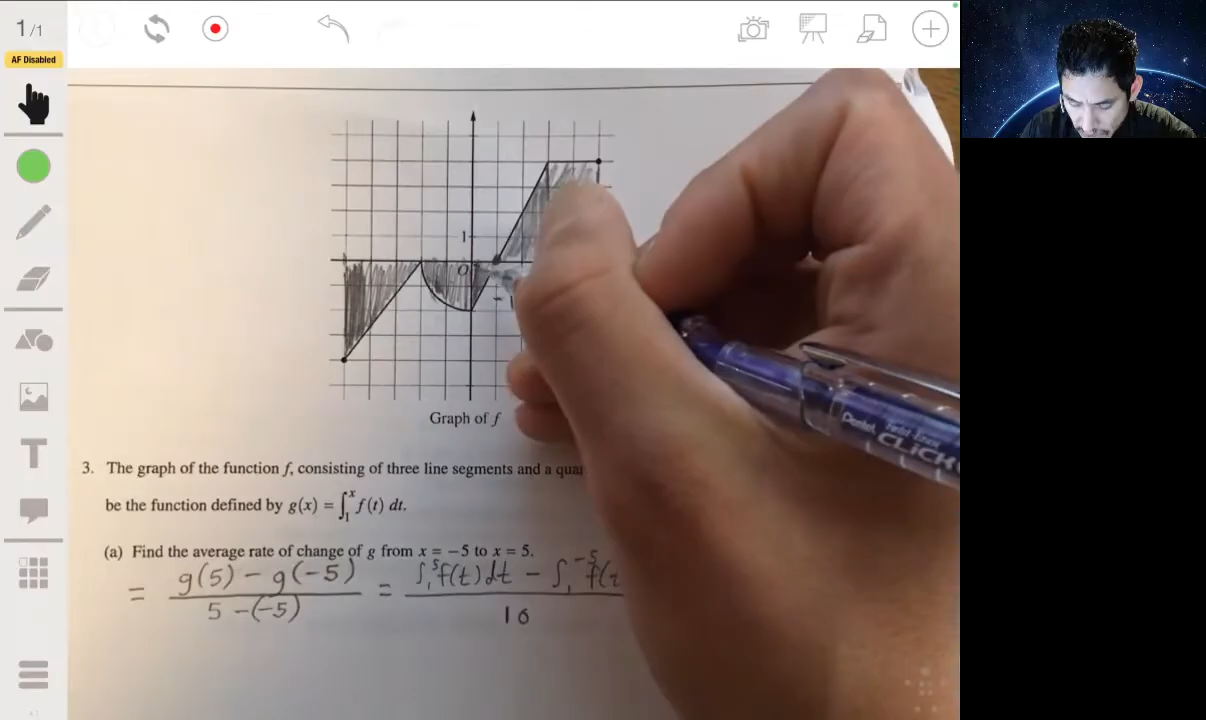 1/1
AF Disabled
1
O
-1
Graph of f
3. The graph of the function f, consisting of three line segments and a
be the function defined by g(x) = ∫₁ˣ f(t) dt.
(a) Find the average rate of change of g from x = −5 to x = 5.
= g(5) - g(-5) / 5 -(-5) = ∫₁⁵ f(t) dt - ∫₁⁻⁵ f( / 10
T
Pentel
CLiCK